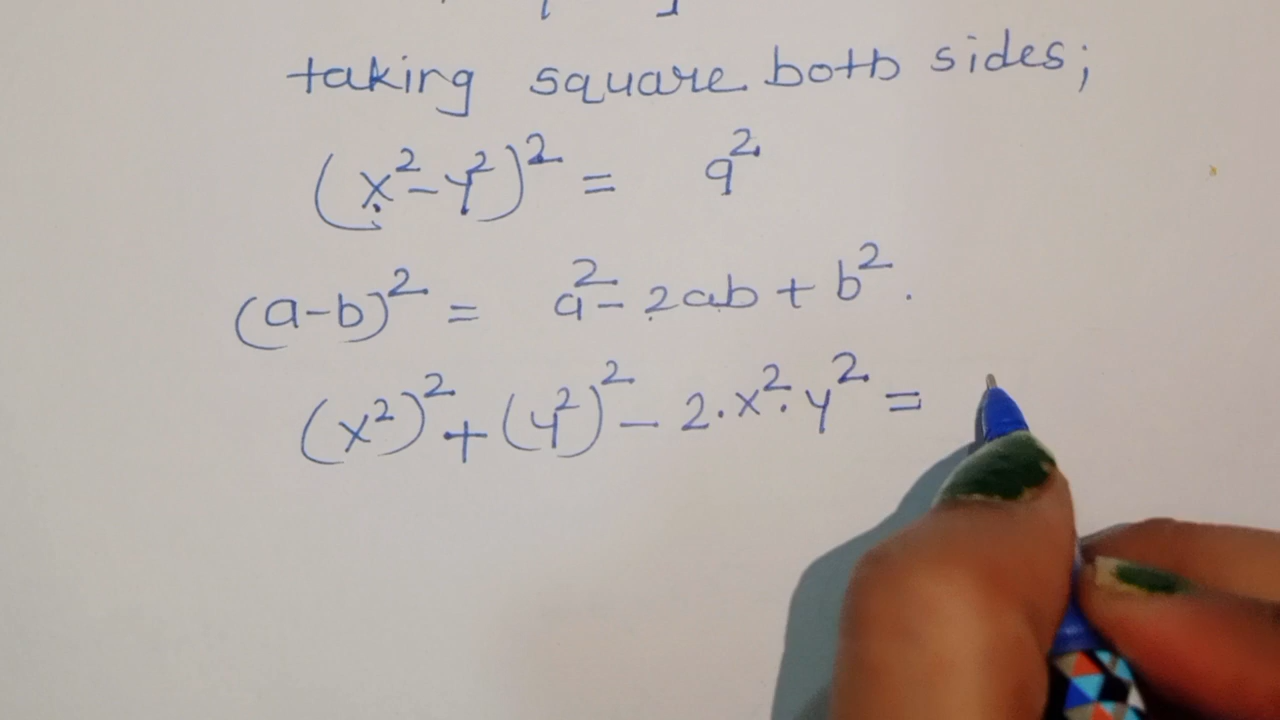 taking square both sides;
(x²-y²)² = 9²
(a-b)² = a²- 2ab + b².
(x²)² + (y²)² - 2.x².y² =